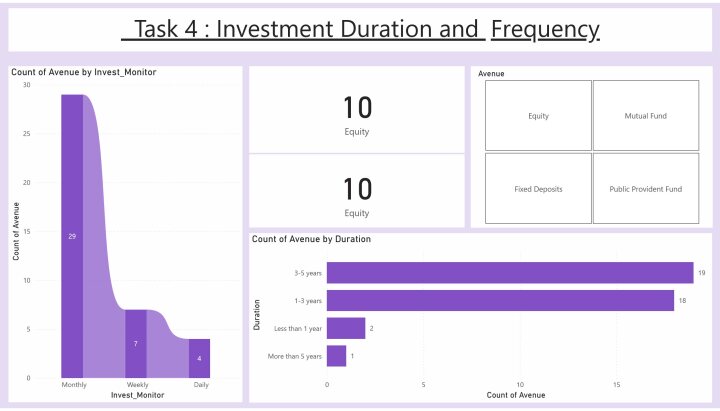 Task 4 : Investment Duration and Frequency
Count of Avenue by Invest_Monitor
30
25
20
15
10
5
0
Count of Avenue
29
7
4
Monthly
Weekly
Daily
Invest_Monitor
10
Equity
10
Equity
Avenue
Equity
Mutual Fund
Fixed Deposits
Public Provident Fund
Count of Avenue by Duration
Duration
3-5 years
19
1-3 years
18
Less than 1 year
2
More than 5 years
1
0
5
10
15
Count of Avenue